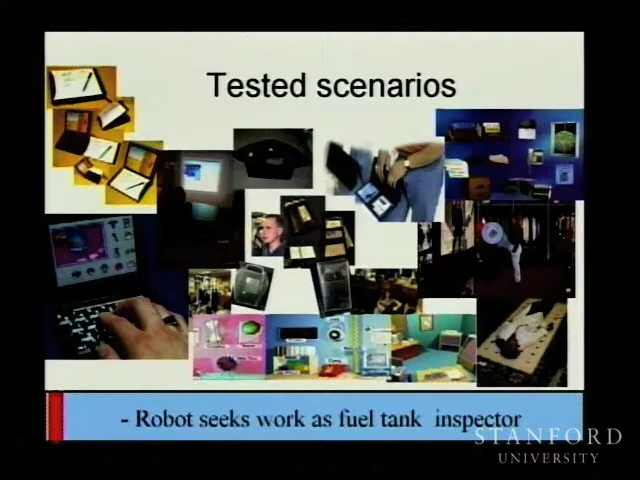 Tested scenarios
- Robot seeks work as fuel tank inspector
STANFORD
UNIVERSITY